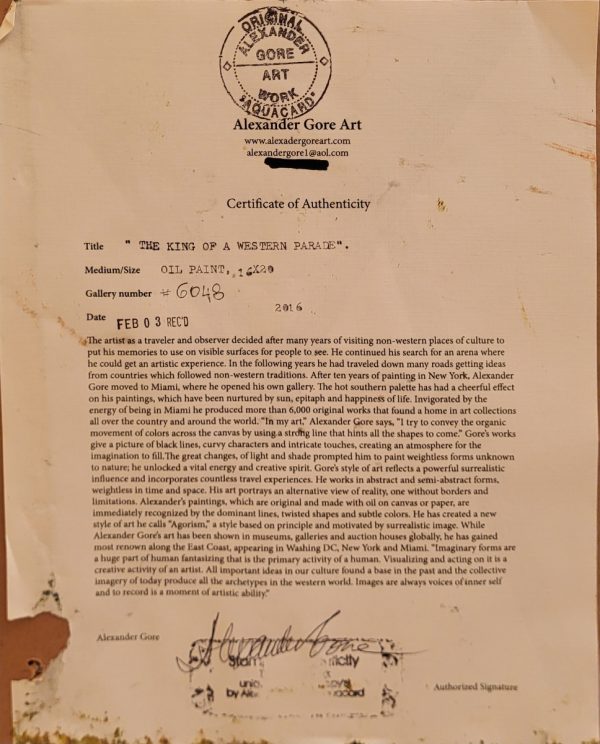 ORIGINAL
ALEXANDER
GORE
ART
WORK
"AQUACARD"
Alexander Gore Art
www.alexadergoreart.com
alexandergore1@aol.com
Certificate of Authenticity
Title " THE KING OF A WESTERN PARADE".
Medium/Size OIL PAINT, 16X20
Gallery number # 6048
2016
Date FEB 03 REC'D
The artist as a traveler and observer decided after many years of visiting non-western places of culture to
put his memories to use on visible surfaces for people to see. He continued his search for an arena where
he could get an artistic experience. In the following years he had traveled down many roads getting ideas
from countries which followed non-western traditions. After ten years of painting in New York, Alexander
Gore moved to Miami, where he opened his own gallery. The hot southern palette has had a cheerful effect
on his paintings, which have been nurtured by sun, epitaph and happiness of life. Invigorated by the
energy of being in Miami he produced more than 6,000 original works that found a home in art collections
all over the country and around the world. "In my art," Alexander Gore says, "I try to convey the organic
movement of colors across the canvas by using a strong line that hints all the shapes to come." Gore's works
give a picture of black lines, curvy characters and intricate touches, creating an atmosphere for the
imagination to fill. The great changes, of light and shade prompted him to paint weightless forms unknown
to nature; he unlocked a vital energy and creative spirit. Gore's style of art reflects a powerful surrealistic
influence and incorporates countless travel experiences. He works in abstract and semi-abstract forms,
weightless in time and space. His art portrays an alternative view of reality, one without borders and
limitations. Alexander's paintings, which are original and made with oil on canvas or paper, are
immediately recognized by the dominant lines, twisted shapes and subtle colors. He has created a new
style of art he calls "Agorism," a style based on principle and motivated by surrealistic image. While
Alexander Gore's art has been shown in museums, galleries and auction houses globally, he has gained
most renown along the East Coast, appearing in Washing DC, New York and Miami. "Imaginary forms are
a huge part of human fantasizing that is the primary activity of a human. Visualizing and acting on it is a
creative activity of an artist. All important ideas in our culture found a base in the past and the collective
imagery of today produce all the archetypes in the western world. Images are always voices of inner self
and to record is a moment of artistic ability."
Alexander Gore
Alexander Gore
by
Authorized Signature